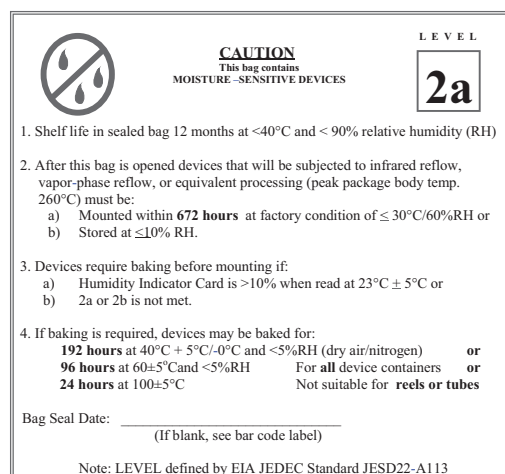 L E V E L
CAUTION
This bag contains
MOISTURE –SENSITIVE DEVICES
2a
1. Shelf life in sealed bag 12 months at <40°C and < 90% relative humidity (RH)
2. After this bag is opened devices that will be subjected to infrared reflow,
vapor-phase reflow, or equivalent processing (peak package body temp.
260°C) must be:
a) Mounted within 672 hours at factory condition of ≤ 30°C/60%RH or
b) Stored at ≤10% RH.
3. Devices require baking before mounting if:
a) Humidity Indicator Card is >10% when read at 23°C ± 5°C or
b) 2a or 2b is not met.
4. If baking is required, devices may be baked for:
192 hours at 40°C + 5°C/-0°C and <5%RH (dry air/nitrogen) or
96 hours at 60±5°Cand <5%RH For all device containers or
24 hours at 100±5°C Not suitable for reels or tubes
Bag Seal Date: ______________________________
(If blank, see bar code label)
Note: LEVEL defined by EIA JEDEC Standard JESD22-A113